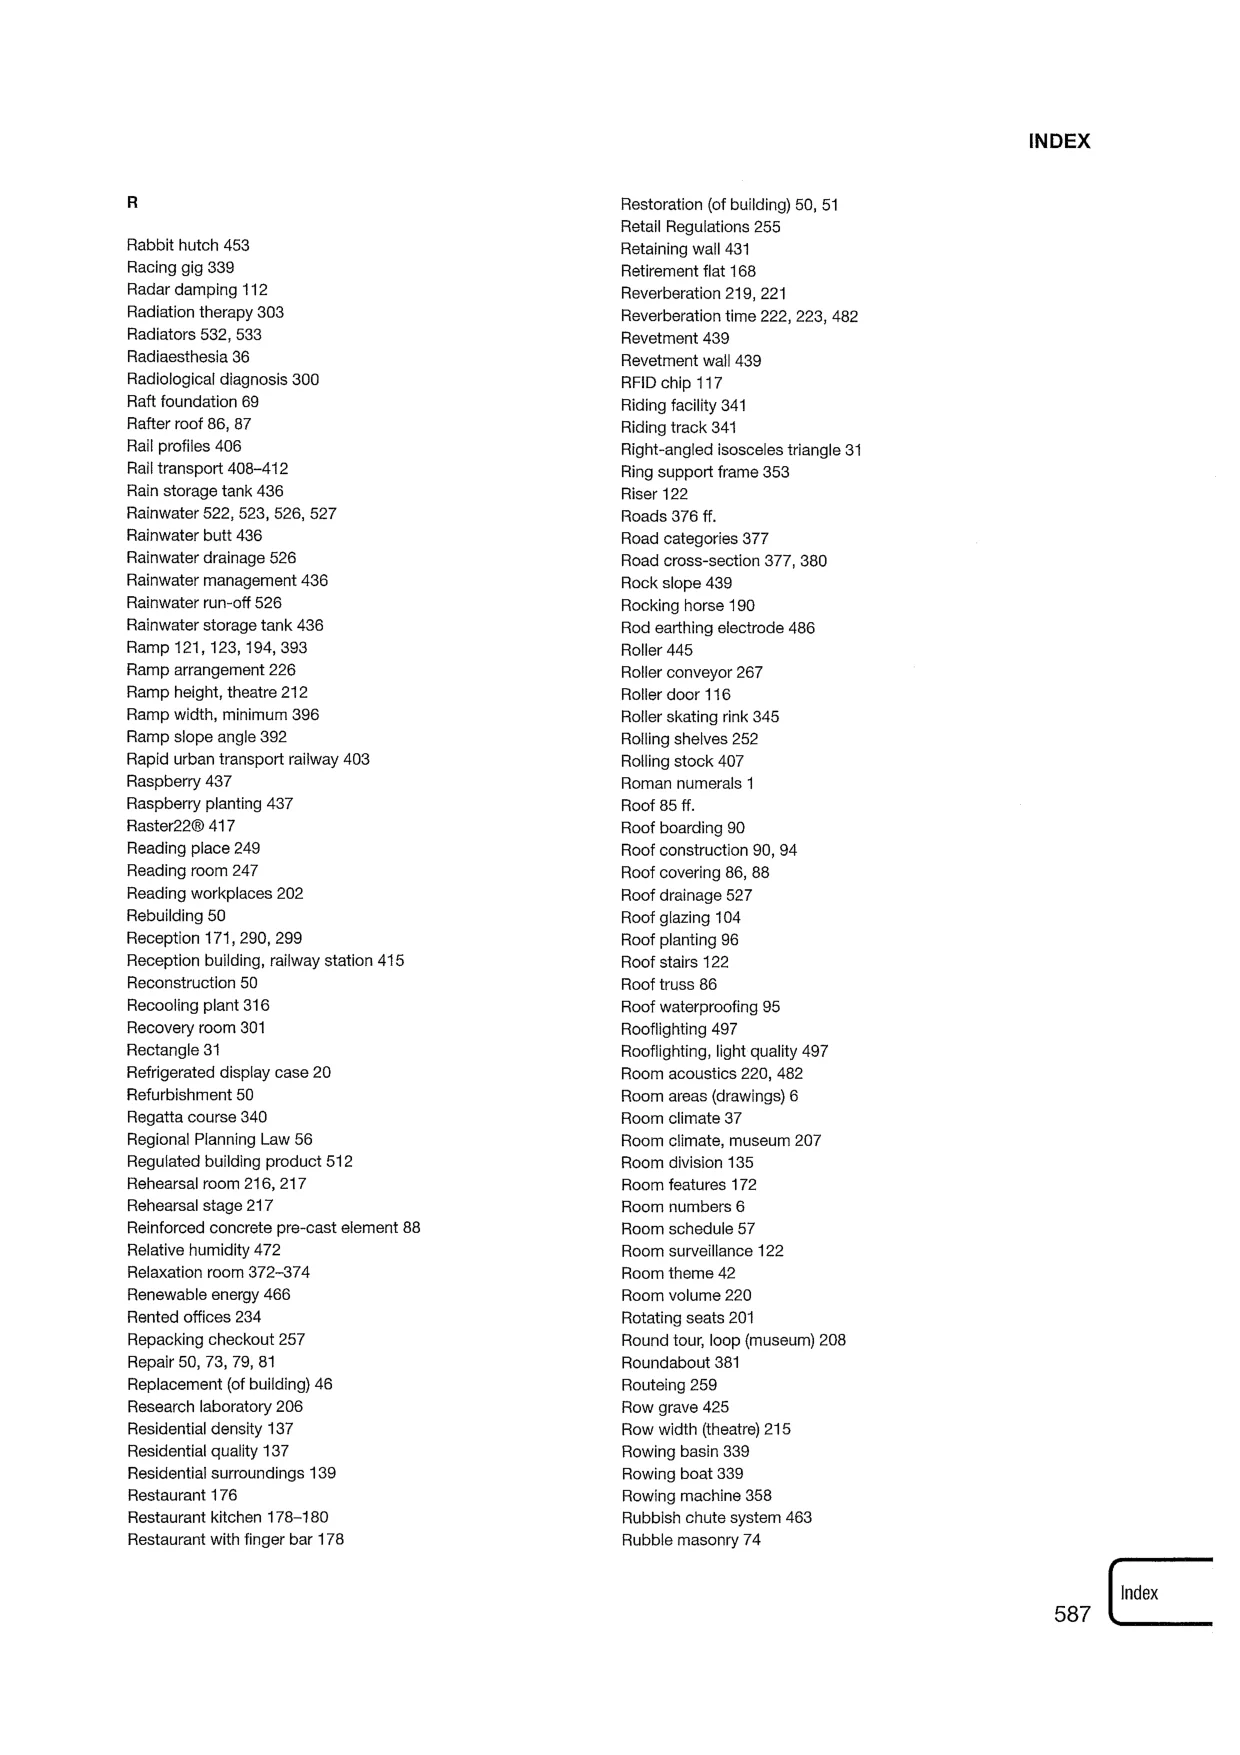 INDEX
R
Rabbit hutch 453
Racing gig 339
Radar damping 112
Radiation therapy 303
Radiators 532, 533
Radiaesthesia 36
Radiological diagnosis 300
Raft foundation 69
Rafter roof 86, 87
Rail profiles 406
Rail transport 408–412
Rain storage tank 436
Rainwater 522, 523, 526, 527
Rainwater butt 436
Rainwater drainage 526
Rainwater management 436
Rainwater run-off 526
Rainwater storage tank 436
Ramp 121, 123, 194, 393
Ramp arrangement 226
Ramp height, theatre 212
Ramp width, minimum 396
Ramp slope angle 392
Rapid urban transport railway 403
Raspberry 437
Raspberry planting 437
Raster22® 417
Reading place 249
Reading room 247
Reading workplaces 202
Rebuilding 50
Reception 171, 290, 299
Reception building, railway station 415
Reconstruction 50
Recooling plant 316
Recovery room 301
Rectangle 31
Refrigerated display case 20
Refurbishment 50
Regatta course 340
Regional Planning Law 56
Regulated building product 512
Rehearsal room 216, 217
Rehearsal stage 217
Reinforced concrete pre-cast element 88
Relative humidity 472
Relaxation room 372–374
Renewable energy 466
Rented offices 234
Repacking checkout 257
Repair 50, 73, 79, 81
Replacement (of building) 46
Research laboratory 206
Residential density 137
Residential quality 137
Residential surroundings 139
Restaurant 176
Restaurant kitchen 178–180
Restaurant with finger bar 178
Restoration (of building) 50, 51
Retail Regulations 255
Retaining wall 431
Retirement flat 168
Reverberation 219, 221
Reverberation time 222, 223, 482
Revetment 439
Revetment wall 439
RFID chip 117
Riding facility 341
Riding track 341
Right-angled isosceles triangle 31
Ring support frame 353
Riser 122
Roads 376 ff.
Road categories 377
Road cross-section 377, 380
Rock slope 439
Rocking horse 190
Rod earthing electrode 486
Roller 445
Roller conveyor 267
Roller door 116
Roller skating rink 345
Rolling shelves 252
Rolling stock 407
Roman numerals 1
Roof 85 ff.
Roof boarding 90
Roof construction 90, 94
Roof covering 86, 88
Roof drainage 527
Roof glazing 104
Roof planting 96
Roof stairs 122
Roof truss 86
Roof waterproofing 95
Rooflighting 497
Rooflighting, light quality 497
Room acoustics 220, 482
Room areas (drawings) 6
Room climate 37
Room climate, museum 207
Room division 135
Room features 172
Room numbers 6
Room schedule 57
Room surveillance 122
Room theme 42
Room volume 220
Rotating seats 201
Round tour, loop (museum) 208
Roundabout 381
Routeing 259
Row grave 425
Row width (theatre) 215
Rowing basin 339
Rowing boat 339
Rowing machine 358
Rubbish chute system 463
Rubble masonry 74
Index
587